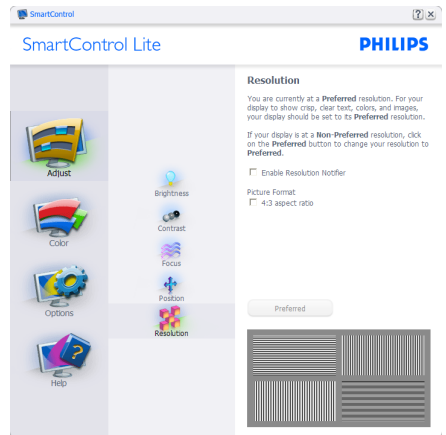 SmartControl
SmartControl Lite
PHILIPS
Adjust
Color
Options
Help
Brightness
Contrast
Focus
Position
Resolution
Resolution
You are currently at a Preferred resolution. For your
display to show crisp, clear text, colors, and images,
your display should be set to its Preferred resolution.
If your display is at a Non-Preferred resolution, click
on the Preferred button to change your resolution to
Preferred.
Enable Resolution Notifier
Picture Format
4:3 aspect ratio
Preferred